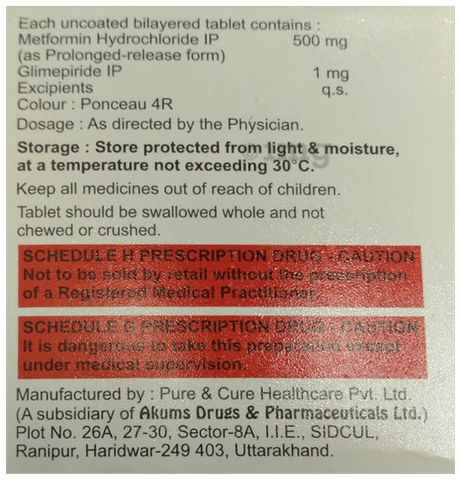 Each uncoated bilayered tablet contains :
Metformin Hydrochloride IP 500 mg
(as Prolonged-release form)
Glimepiride IP 1 mg
Excipients q.s.
Colour : Ponceau 4R
Dosage : As directed by the Physician.
Storage : Store protected from light & moisture,
at a temperature not exceeding 30°C.
Keep all medicines out of reach of children.
Tablet should be swallowed whole and not
chewed or crushed.
SCHEDULE H PRESCRIPTION DRUG - CAUTION
Not to be sold by retail without the prescription
of a Registered Medical Practitioner.
SCHEDULE G PRESCRIPTION DRUG - CAUTION
It is dangerous to take this preparation except
under medical supervision.
Manufactured by : Pure & Cure Healthcare Pvt. Ltd.
(A subsidiary of Akums Drugs & Pharmaceuticals Ltd.)
Plot No. 26A, 27-30, Sector-8A, I.I.E., SIDCUL,
Ranipur, Haridwar-249 403, Uttarakhand.